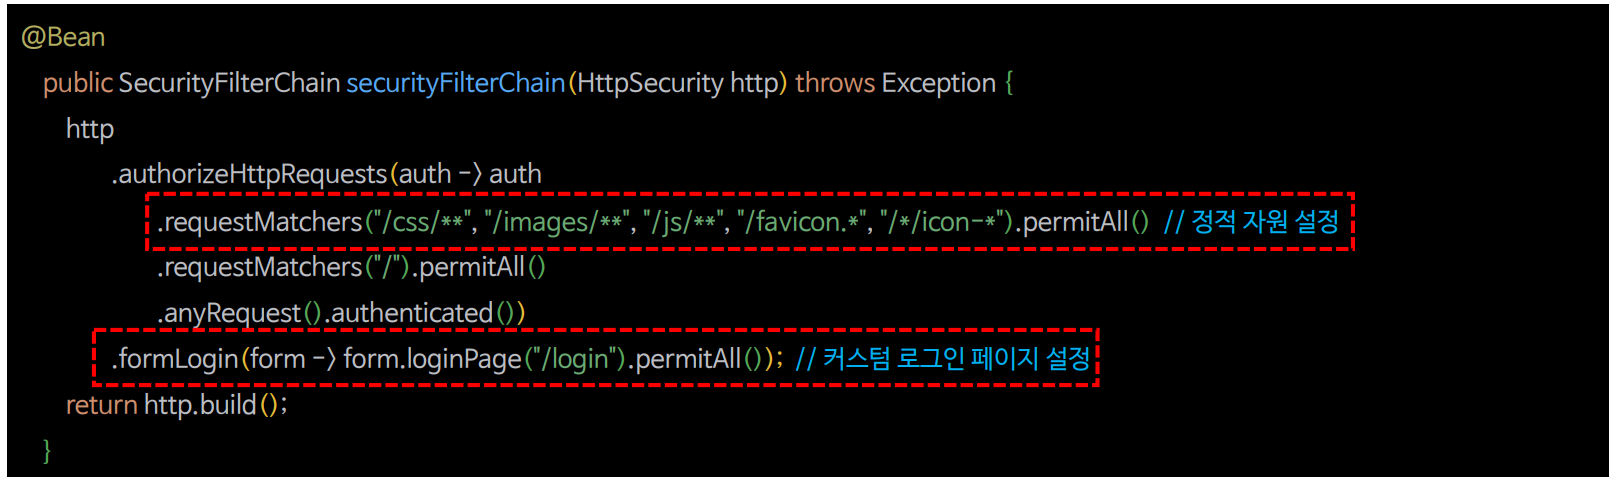 @Bean
public SecurityFilterChain securityFilterChain(HttpSecurity http) throws Exception {
http
.authorizeHttpRequests(auth -> auth
.requestMatchers("/css/**", "/images/**", "/js/**", "/favicon.*", "/*/icon-*").permitAll() // 정적 자원 설정
.requestMatchers("/").permitAll()
.anyRequest().authenticated())
.formLogin(form -> form.loginPage("/login").permitAll()); // 커스텀 로그인 페이지 설정
return http.build();
}